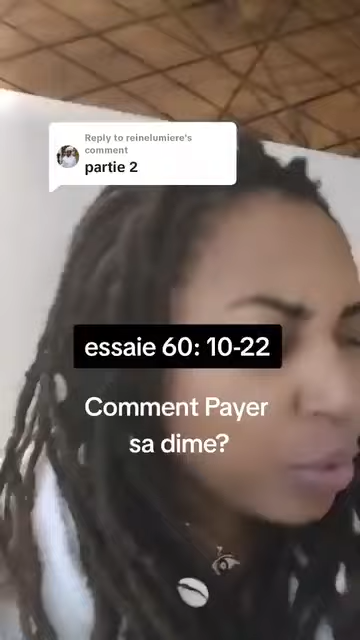 Reply to reinelumiere's
comment
partie 2
essaie 60: 10-22
Comment Payer
sa dime?